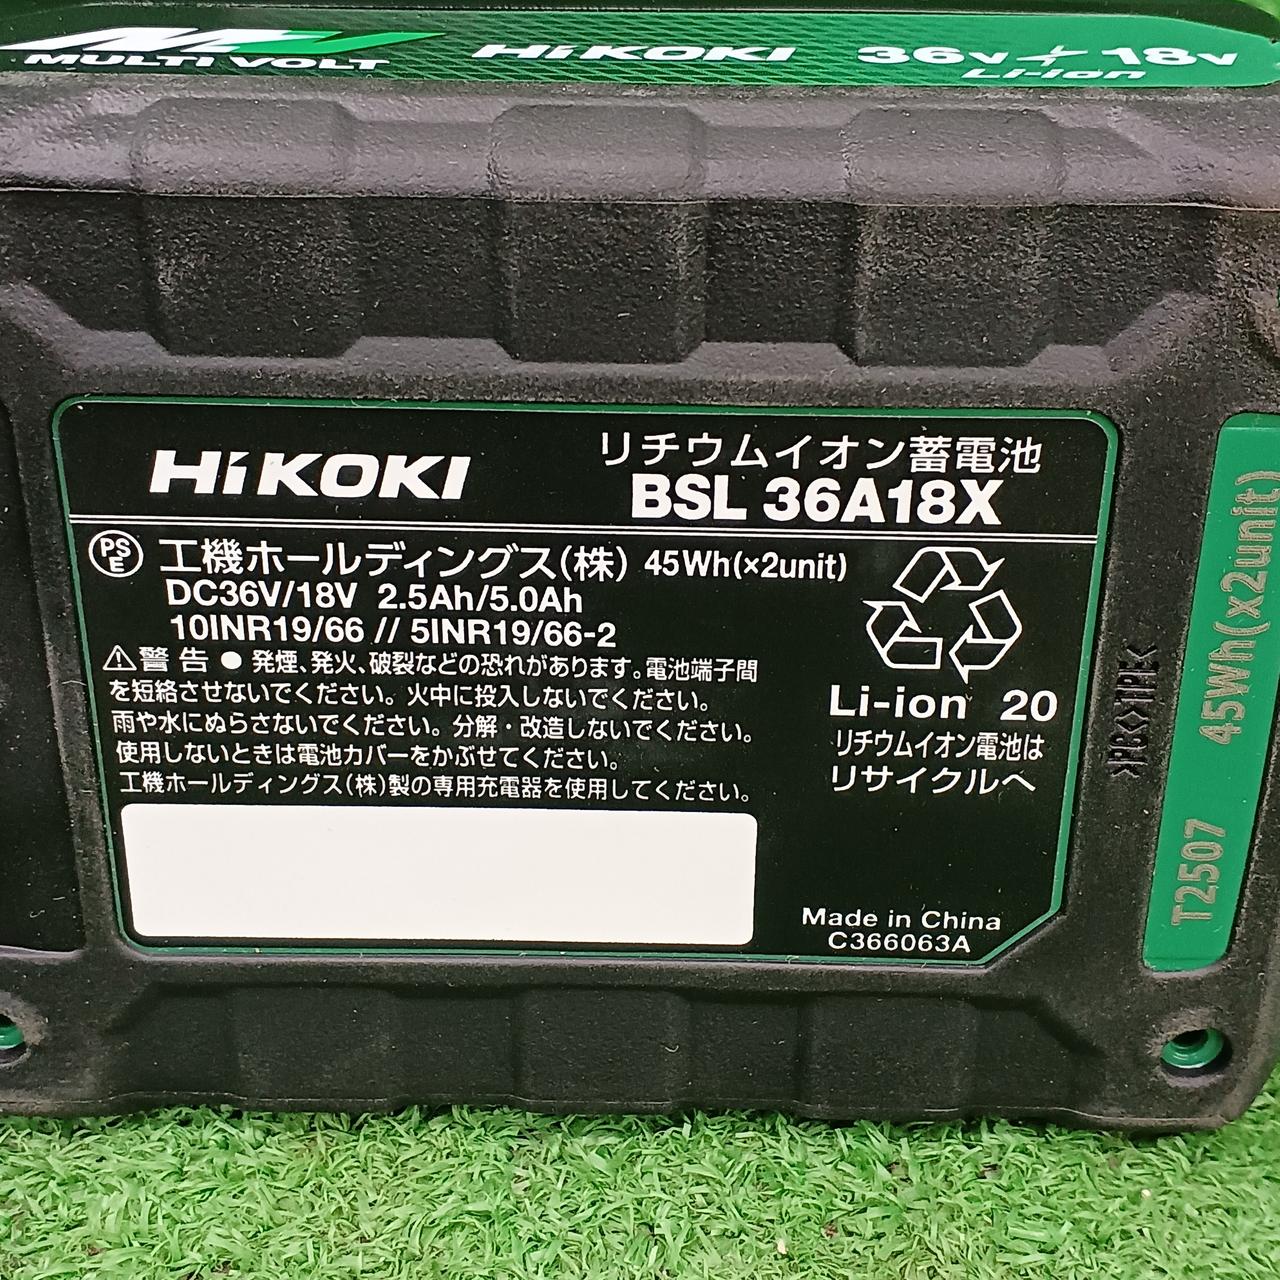 MULTI VOLT HiKOKI 36V 18V
Li-ion
HiKOKI
リチウムイオン蓄電池
BSL 36A18X
PS
E
工機ホールディングス(株) 45Wh(×2unit)
DC36V/18V 2.5Ah/5.0Ah
10INR19/66 // 5INR19/66-2
⚠警告 ● 発煙、発火、破裂などの恐れがあります。電池端子間
を短絡させないでください。火中に投入しないでください。
雨や水にぬらさないでください。分解・改造しないでください。
使用しないときは電池カバーをかぶせてください。
工機ホールディングス(株)製の専用充電器を使用してください。
Li-ion 20
リチウムイオン電池は
リサイクルへ
Made in China
C366063A
T2507 45Wh(x2unit)